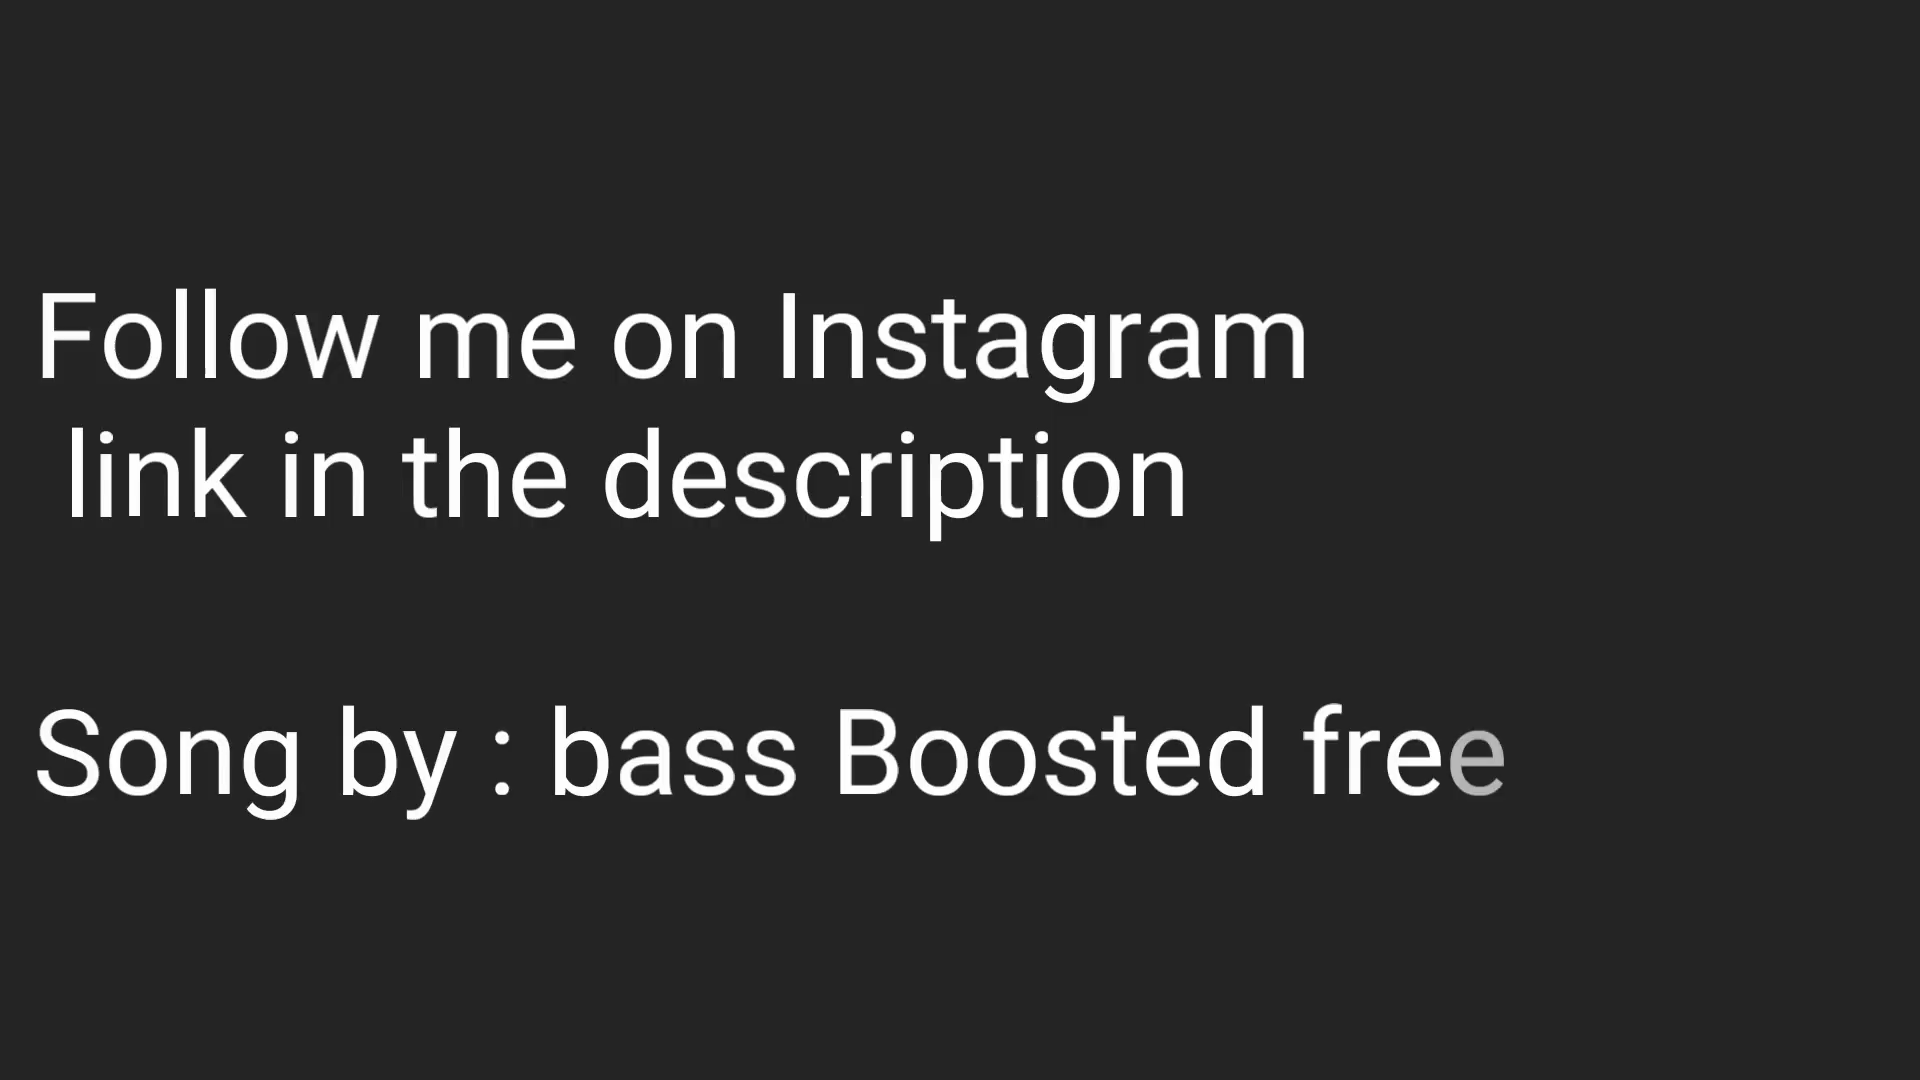 Follow me on Instagram
link in the description
Song by : bass Boosted free